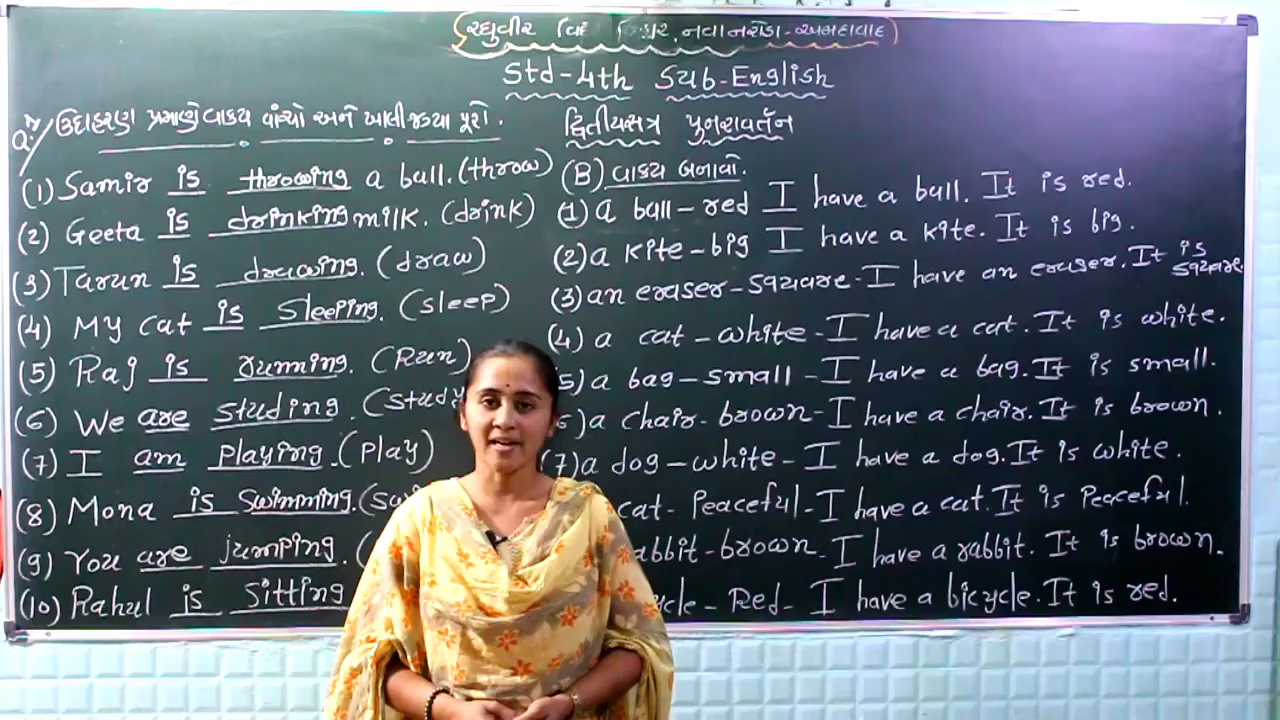 રઘુવીર વિદ્યાવિહાર, નવા નરોડા - અમદાવાદ
Std-4th Sub-English
Q:1 ઉદાહરણ પ્રમાણે વાક્ય વાંચો અને ખાલી જગ્યા પૂરો.
(1) Samir is throwing a ball. (throw)
(2) Geeta is drinking milk. (drink)
(3) Tarun is drawing. (draw)
(4) My cat is sleeping. (sleep)
(5) Raj is running. (Run)
(6) We are studing. (study
(7) I am playing. (Play)
(8) Mona is swimming. (
(9) You are jumping. (
(10) Rahul is sitting
દ્વિતીયસત્ર પુનરાવર્તન
(B) વાકય બનાવો.
(1) a ball - red I have a ball. It is red.
(2) a kite - big I have a kite. It is big.
(3) an eraser - square - I have an eraser. It is square.
(4) a cat - white - I have a cat. It is white.
5) a bag - small - I have a bag. It is small.
6) a chair - brown - I have a chair. It is brown.
(7) a dog - white - I have a dog. It is white.
cat - Peaceful - I have a cat. It is Peaceful.
abbit - brown - I have a rabbit. It is brown.
ycle - Red - I have a bicycle. It is red.